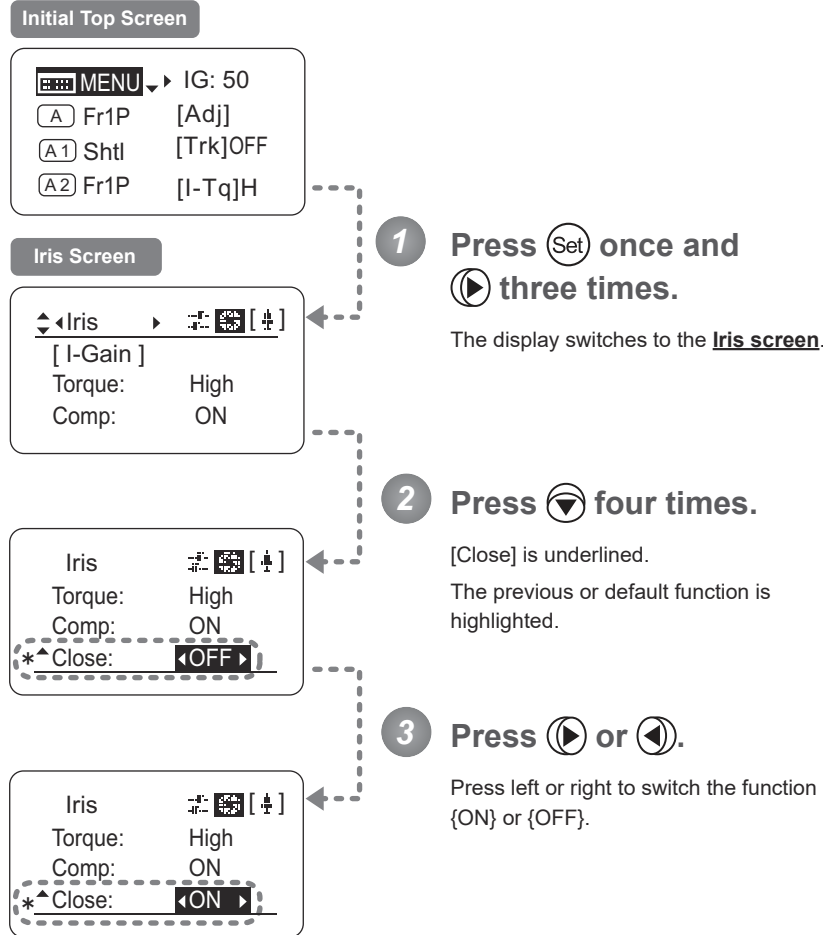 Initial Top Screen
MENU IG: 50
A Fr1P [Adj]
A1 Shtl [Trk]OFF
A2 Fr1P [I-Tq]H
1 Press Set once and
three times.
The display switches to the Iris screen.
Iris Screen
Iris [ ]
[ I-Gain ]
Torque: High
Comp: ON
2 Press four times.
[Close] is underlined.
The previous or default function is
highlighted.
Iris [ ]
Torque: High
Comp: ON
* Close: OFF
3 Press or .
Press left or right to switch the function
{ON} or {OFF}.
Iris [ ]
Torque: High
Comp: ON
* Close: ON